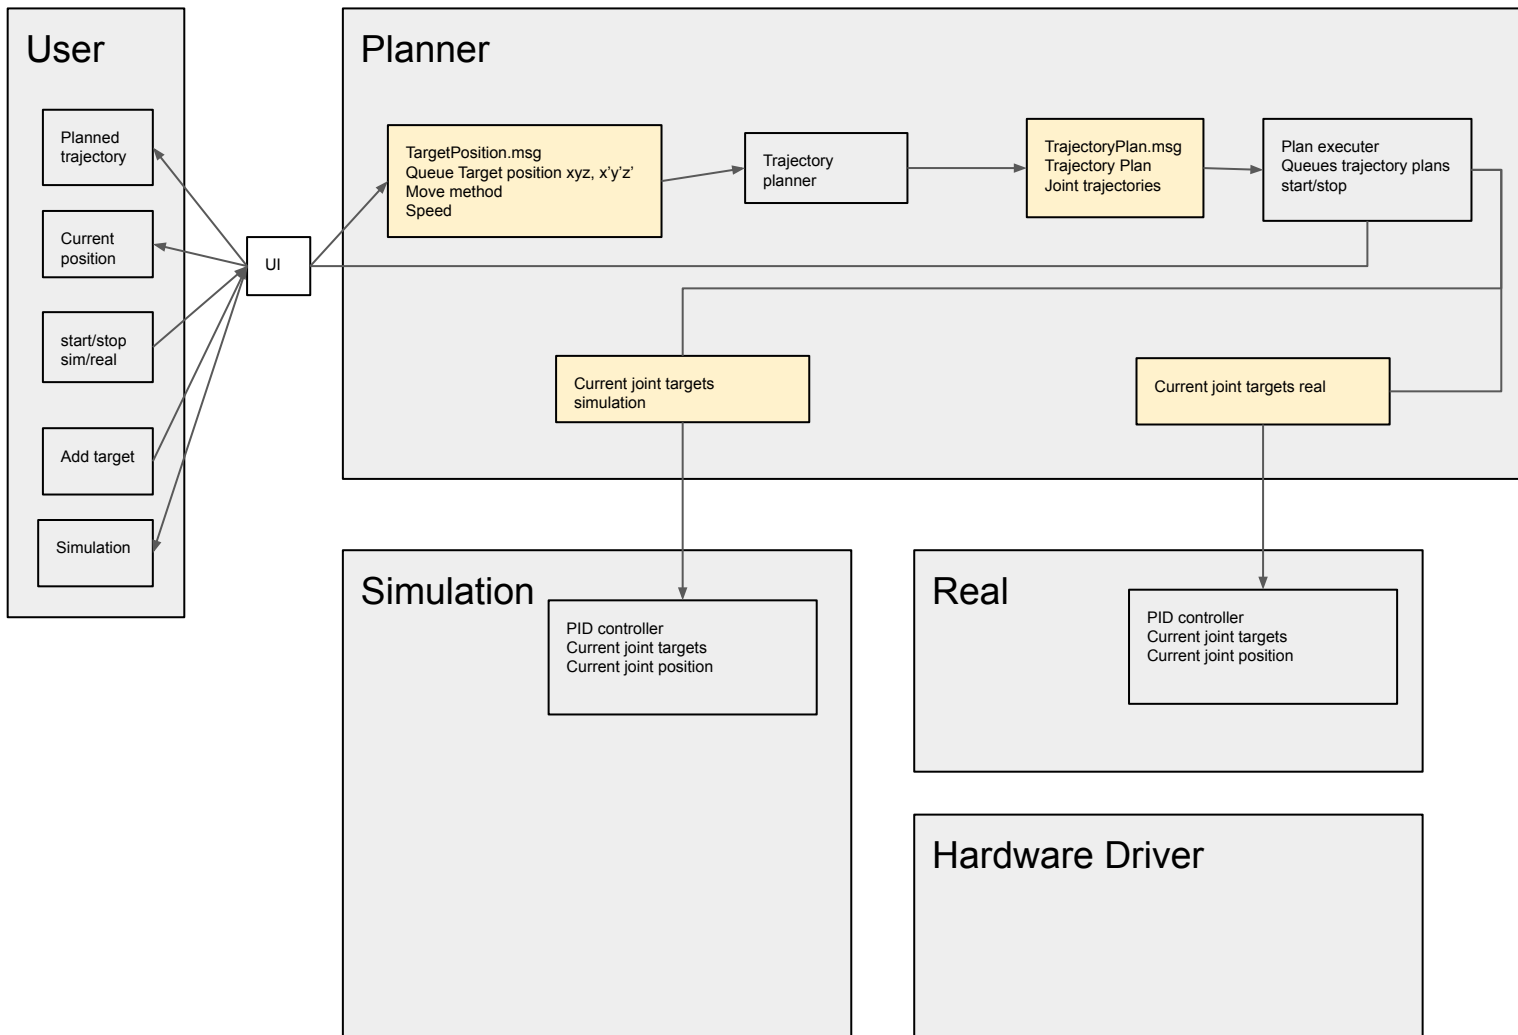 User
Planned
trajectory
Current
position
start/stop
sim/real
Add target
Simulation
UI
Planner
TargetPosition.msg
Queue Target position xyz, x'y'z'
Move method
Speed
Trajectory
planner
TrajectoryPlan.msg
Trajectory Plan
Joint trajectories
Plan executer
Queues trajectory plans
start/stop
Current joint targets
simulation
Current joint targets real
Simulation
PID controller
Current joint targets
Current joint position
Real
PID controller
Current joint targets
Current joint position
Hardware Driver